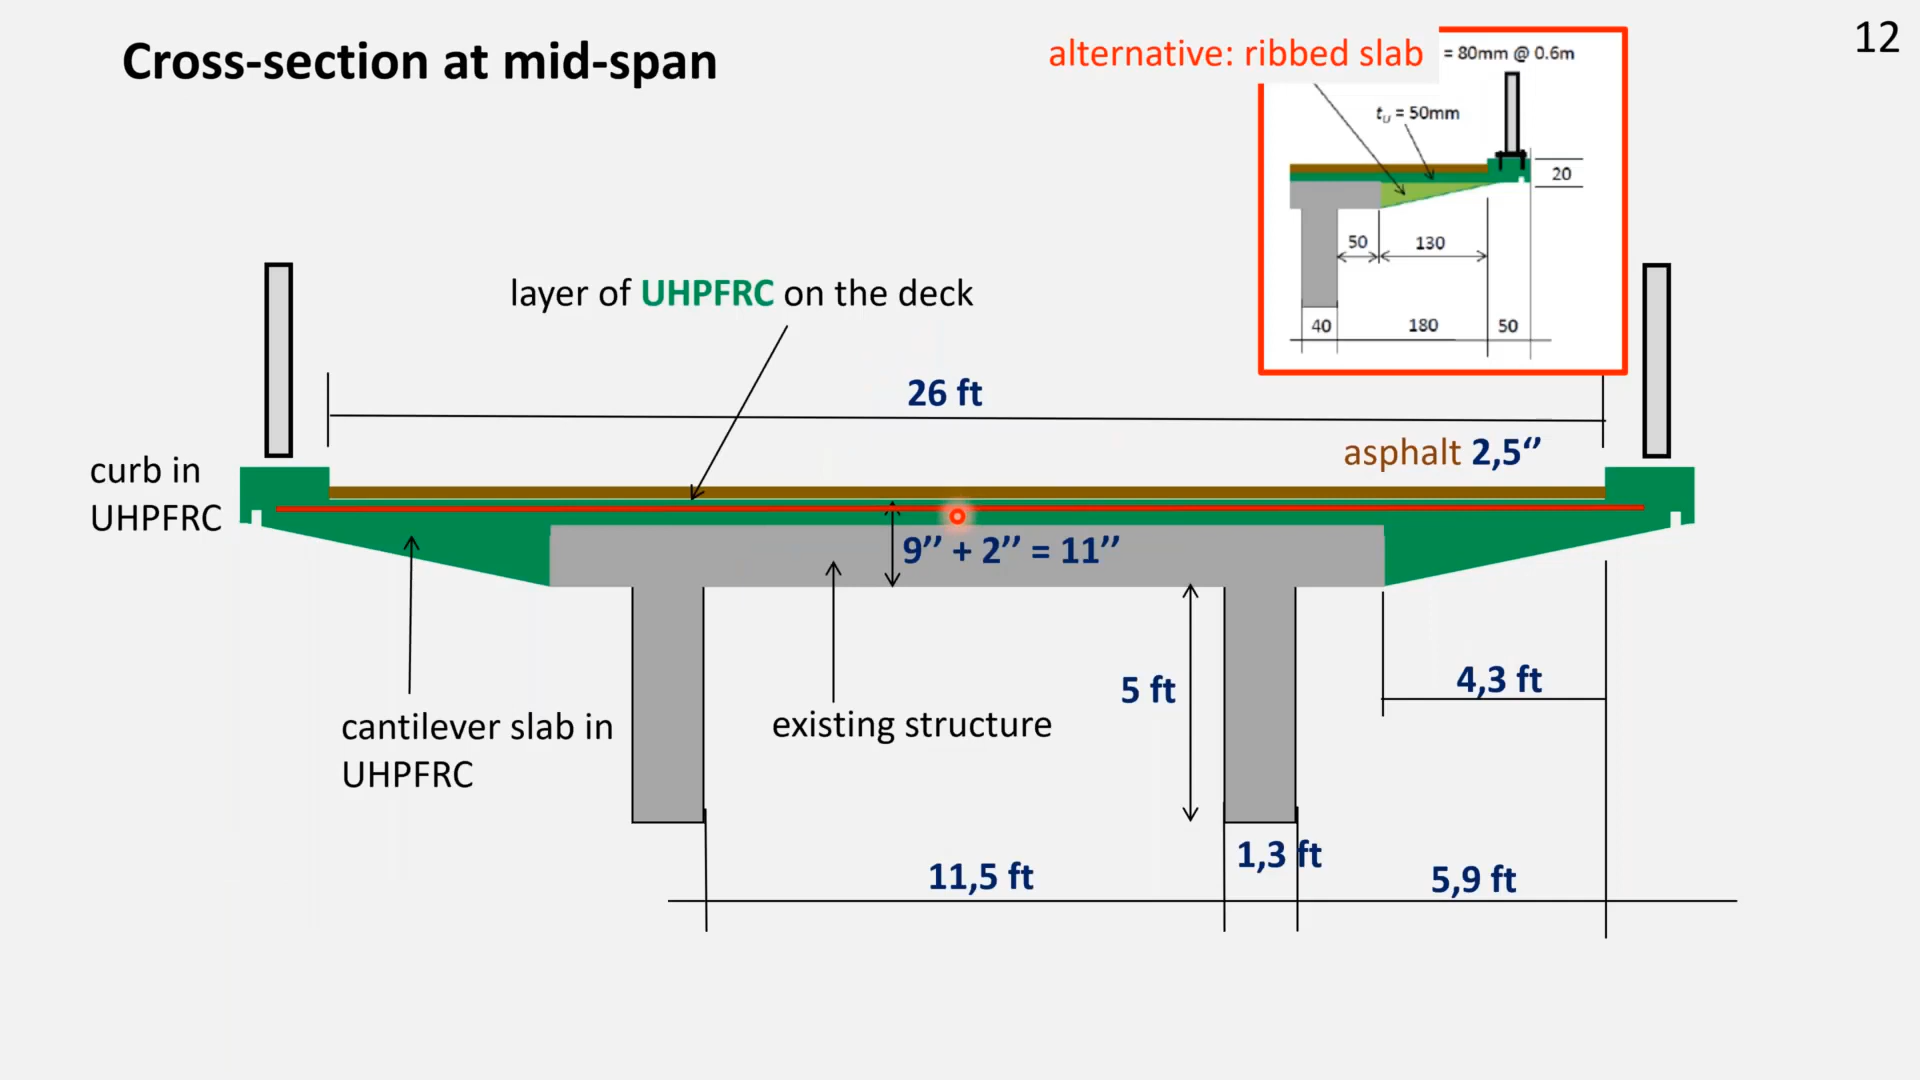 Cross-section at mid-span
12
alternative: ribbed slab
= 80mm @ 0.6m
tU = 50mm
20
50
130
40
180
50
layer of UHPFRC on the deck
26 ft
asphalt 2,5‘’
curb in
UHPFRC
9’’ + 2’’ = 11’’
5 ft
4,3 ft
cantilever slab in
UHPFRC
existing structure
11,5 ft
1,3 ft
5,9 ft